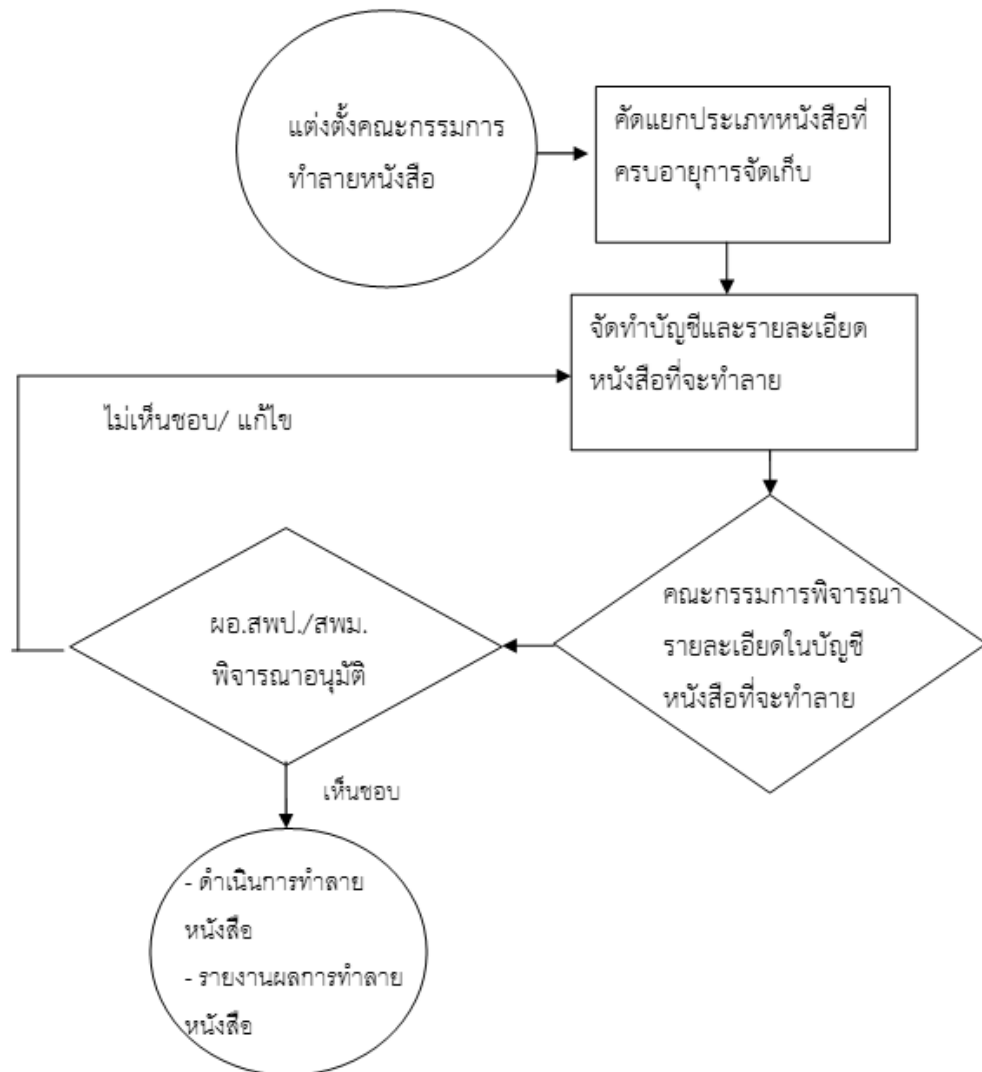 แต่งตั้งคณะกรรมการ
ทำลายหนังสือ
คัดแยกประเภทหนังสือที่
ครบอายุการจัดเก็บ
จัดทำบัญชีและรายละเอียด
หนังสือที่จะทำลาย
ไม่เห็นชอบ/ แก้ไข
คณะกรรมการพิจารณา
รายละเอียดในบัญชี
หนังสือที่จะทำลาย
ผอ.สพป./สพม.
พิจารณาอนุมัติ
เห็นชอบ
- ดำเนินการทำลาย
หนังสือ
- รายงานผลการทำลาย
หนังสือ